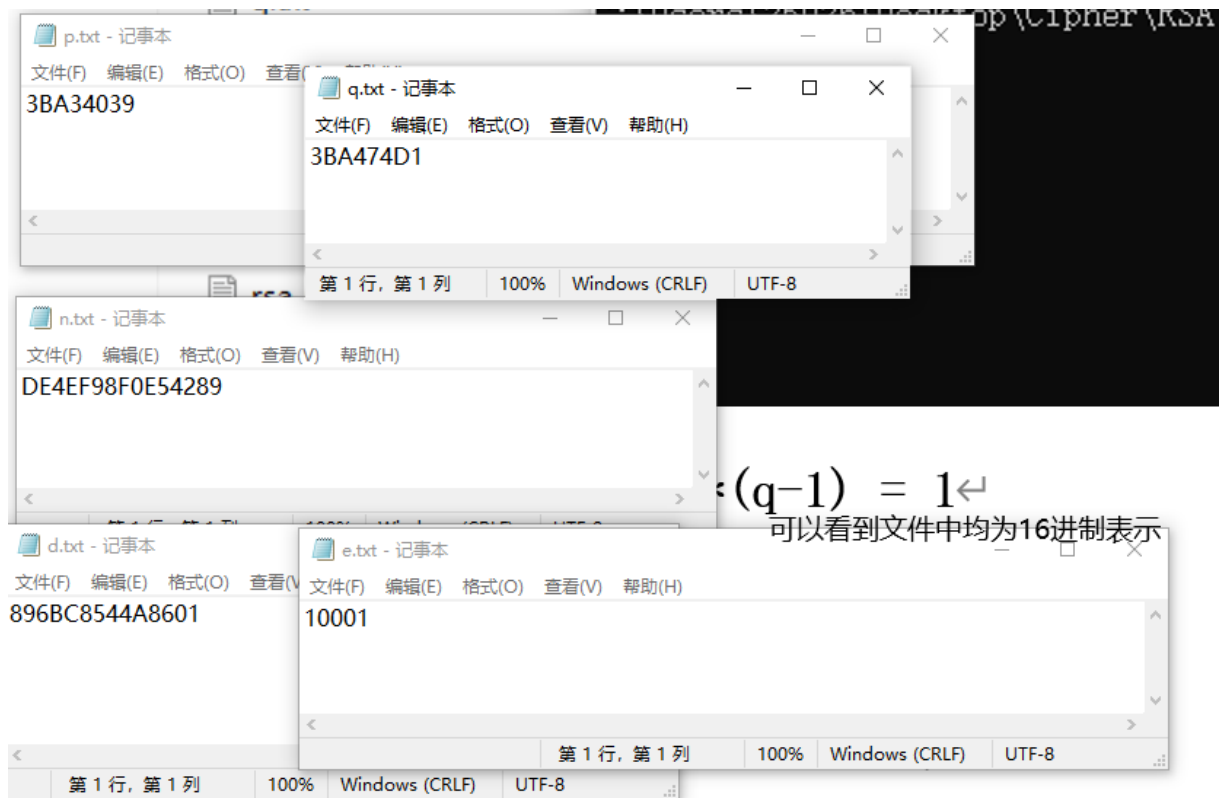 op\Cipher\RSA
p.txt - 记事本
文件(F) 编辑(E) 格式(O) 查看(
3BA34039
q.txt - 记事本
文件(F) 编辑(E) 格式(O) 查看(V) 帮助(H)
3BA474D1
第 1 行，第 1 列 100% Windows (CRLF) UTF-8
n.txt - 记事本
文件(F) 编辑(E) 格式(O) 查看(V) 帮助(H)
DE4EF98F0E54289
(q-1) = 1↵
可以看到文件中均为16进制表示
d.txt - 记事本
文件(F) 编辑(E) 格式(O) 查看(V
896BC8544A8601
e.txt - 记事本
文件(F) 编辑(E) 格式(O) 查看(V) 帮助(H)
10001
第 1 行，第 1 列 100% Windows (CRLF) UTF-8
第 1 行，第 1 列 100% Windows (CRLF) UTF-8